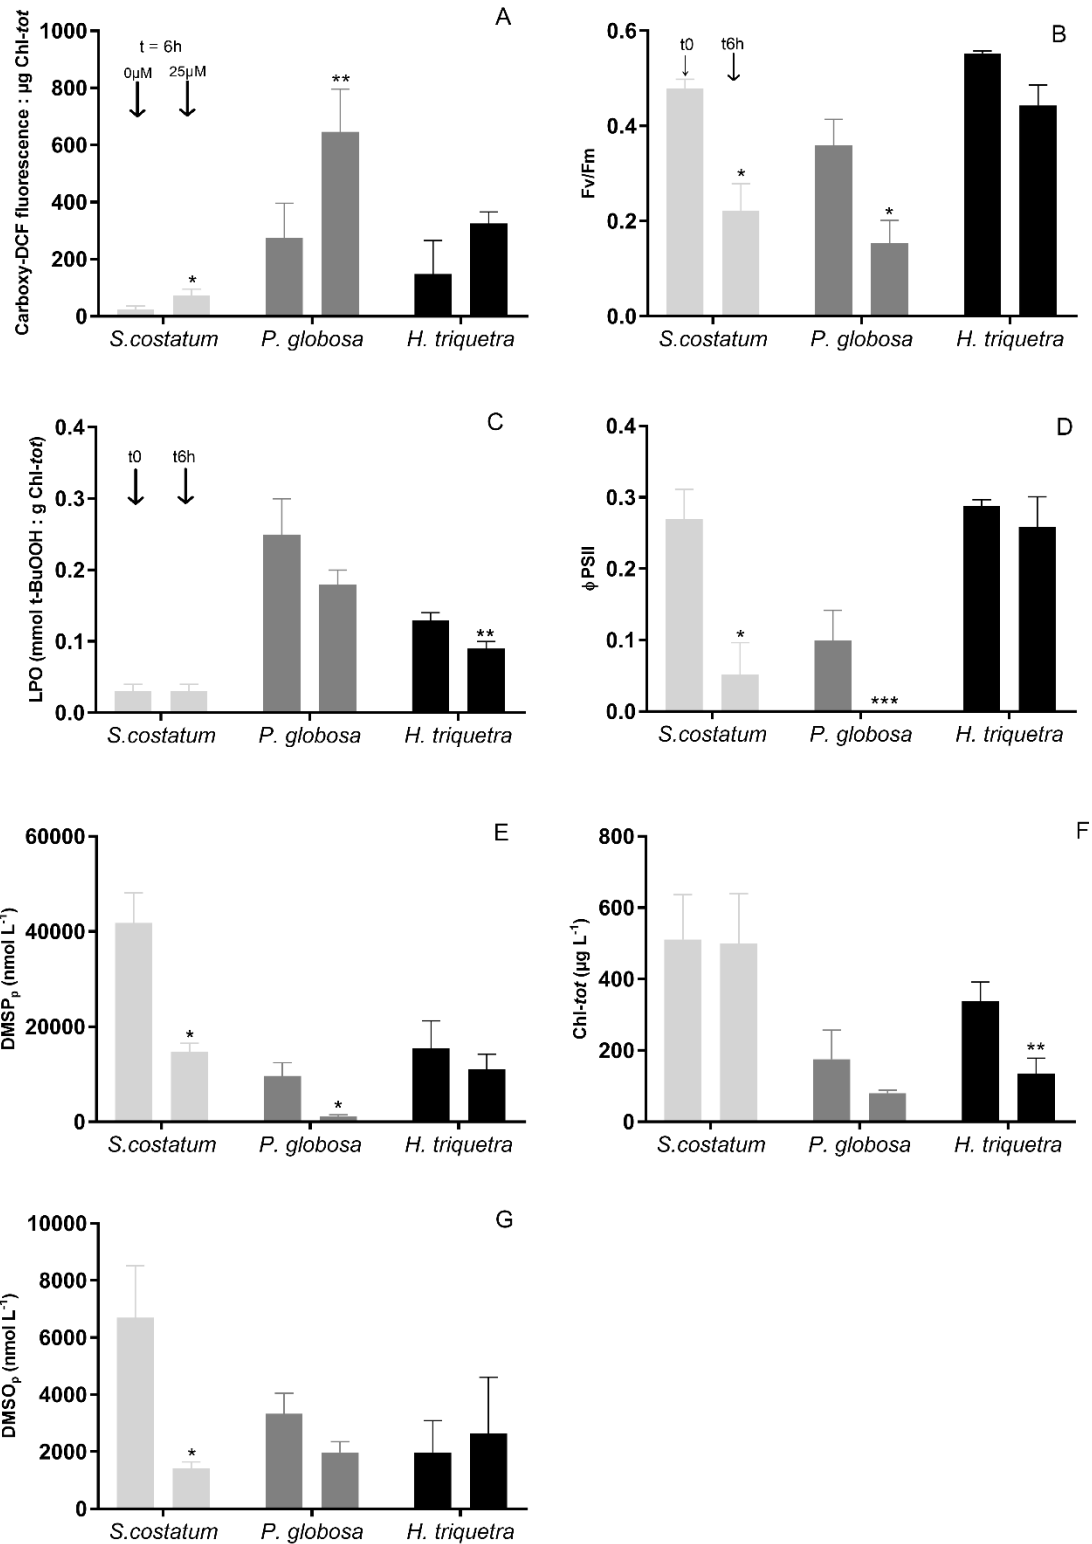 A
1000
800
600
400
200
0
Carboxy-DCF fluorescence : µg Chl-tot
t = 6h
0µM 25µM
*
**
S.costatum P. globosa H. triquetra
B
0.6
0.4
0.2
0.0
Fv/Fm
t0 t6h
*
*
S.costatum P. globosa H. triquetra
C
0.4
0.3
0.2
0.1
0.0
LPO (mmol t-BuOOH : g Chl-tot)
t0 t6h
**
S.costatum P. globosa H. triquetra
D
0.4
0.3
0.2
0.1
0.0
ϕ PSII
*
***
S.costatum P. globosa H. triquetra
E
60000
40000
20000
0
DMSPp (nmol L-1)
*
*
S.costatum P. globosa H. triquetra
F
800
600
400
200
0
Chl-tot (µg L-1)
**
S.costatum P. globosa H. triquetra
G
10000
8000
6000
4000
2000
0
DMSOp (nmol L-1)
*
S.costatum P. globosa H. triquetra